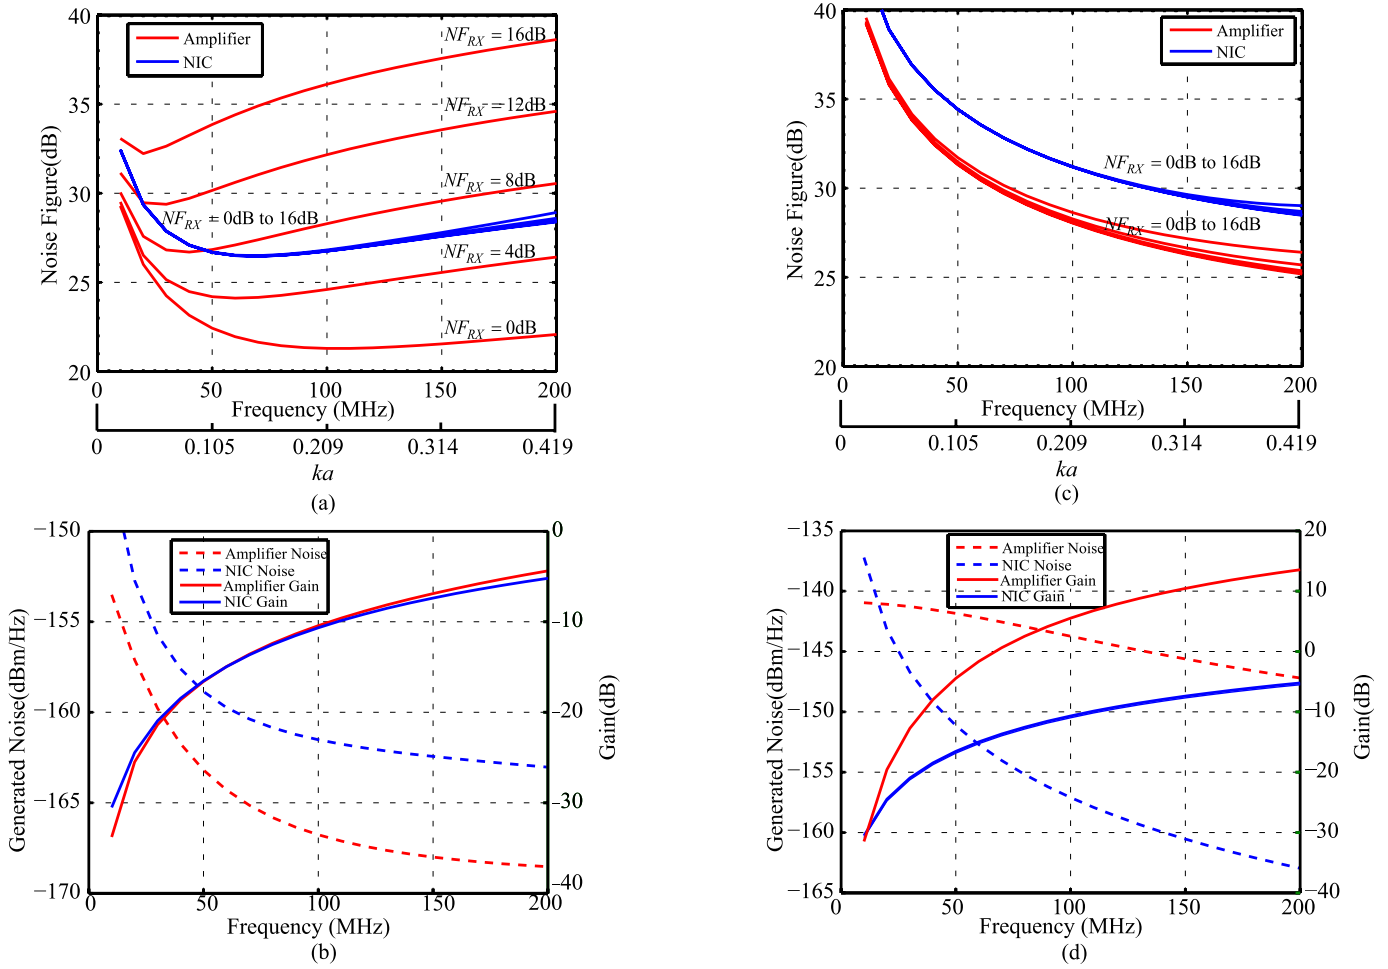 40
35
30
25
20
Noise Figure(dB)
Amplifier
NIC
NF_RX = 16dB
NF_RX = 12dB
NF_RX = 8dB
NF_RX = 0dB to 16dB
NF_RX = 4dB
NF_RX = 0dB
0 50 100 150 200
Frequency (MHz)
0 0.105 0.209 0.314 0.419
ka
(a)
40
35
30
25
20
Noise Figure(dB)
Amplifier
NIC
NF_RX = 0dB to 16dB
NF_RX = 0dB to 16dB
0 50 100 150 200
Frequency (MHz)
0 0.105 0.209 0.314 0.419
ka
(c)
−150
−155
−160
−165
−170
Generated Noise(dBm/Hz)
Amplifier Noise
NIC Noise
Amplifier Gain
NIC Gain
0
−10
−20
−30
−40
Gain(dB)
0 50 100 150 200
Frequency (MHz)
(b)
−135
−140
−145
−150
−155
−160
−165
Generated Noise(dBm/Hz)
Amplifier Noise
NIC Noise
Amplifier Gain
NIC Gain
20
10
0
−10
−20
−30
−40
Gain(dB)
0 50 100 150 200
Frequency (MHz)
(d)